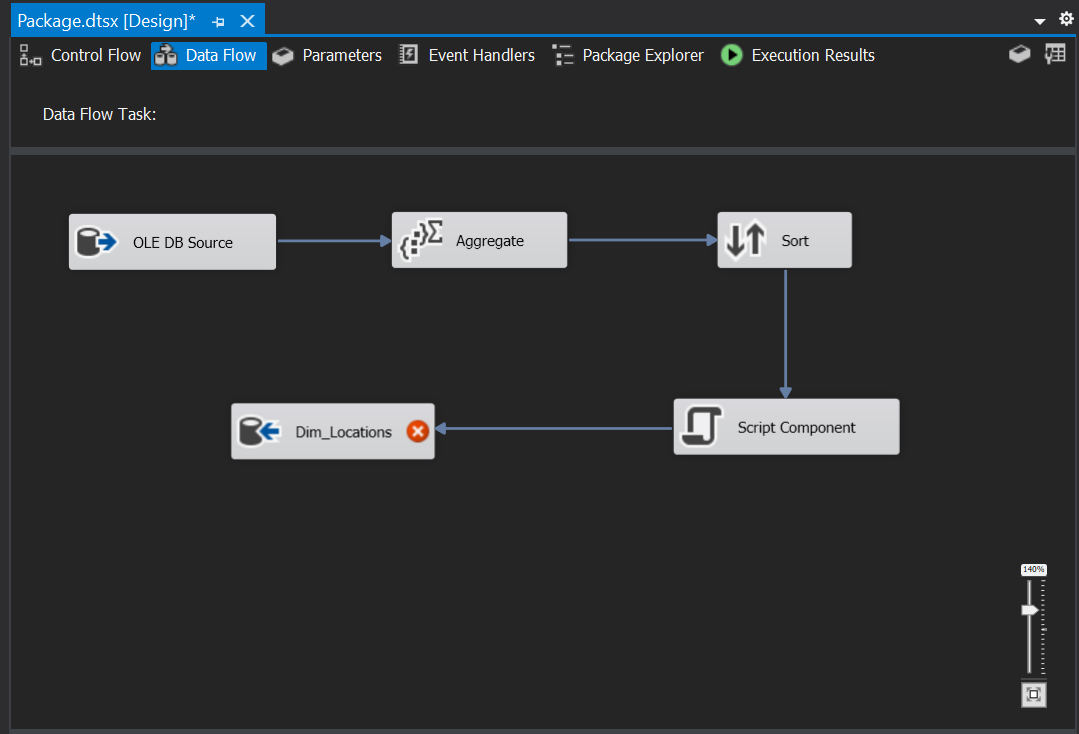 Package.dtsx [Design]*
Control Flow Data Flow Parameters Event Handlers Package Explorer Execution Results
Data Flow Task:
OLE DB Source Aggregate Sort
Dim_Locations Script Component
140%